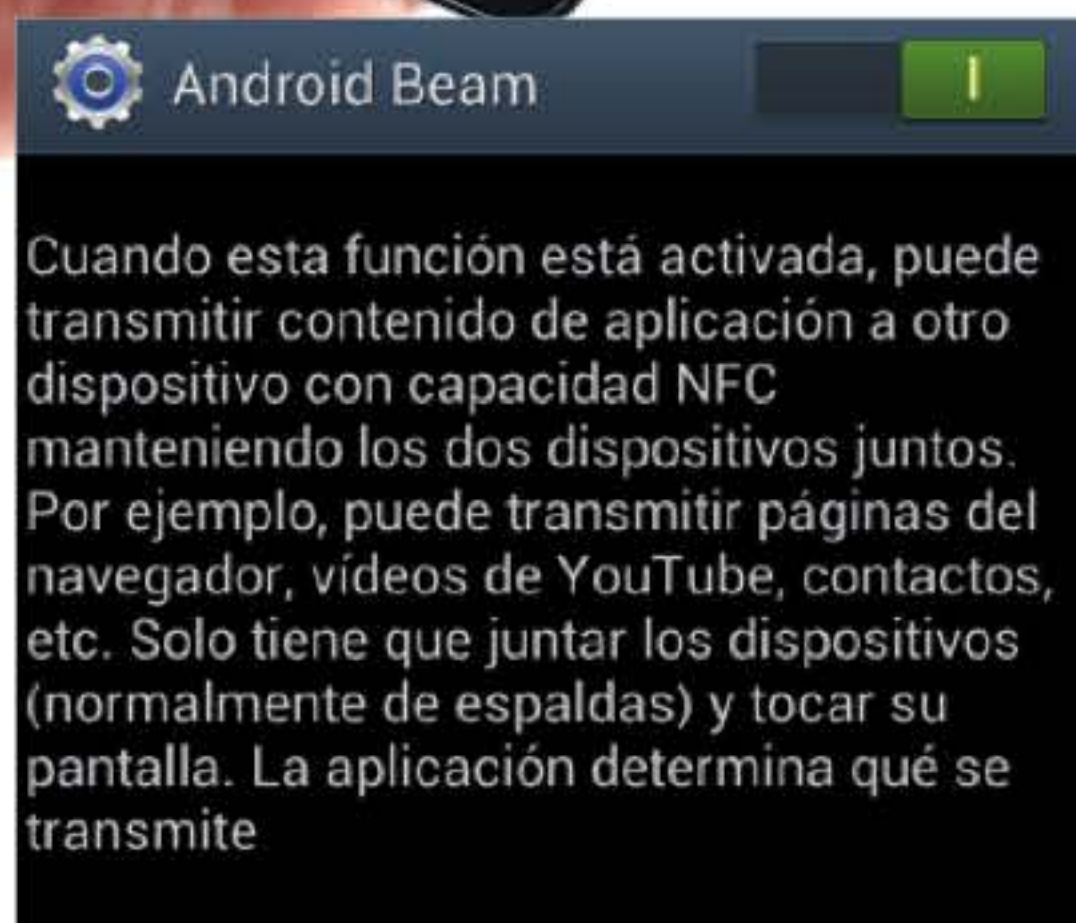 Android Beam
Cuando esta función está activada, puede
transmitir contenido de aplicación a otro
dispositivo con capacidad NFC
manteniendo los dos dispositivos juntos.
Por ejemplo, puede transmitir páginas del
navegador, vídeos de YouTube, contactos,
etc. Solo tiene que juntar los dispositivos
(normalmente de espaldas) y tocar su
pantalla. La aplicación determina qué se
transmite